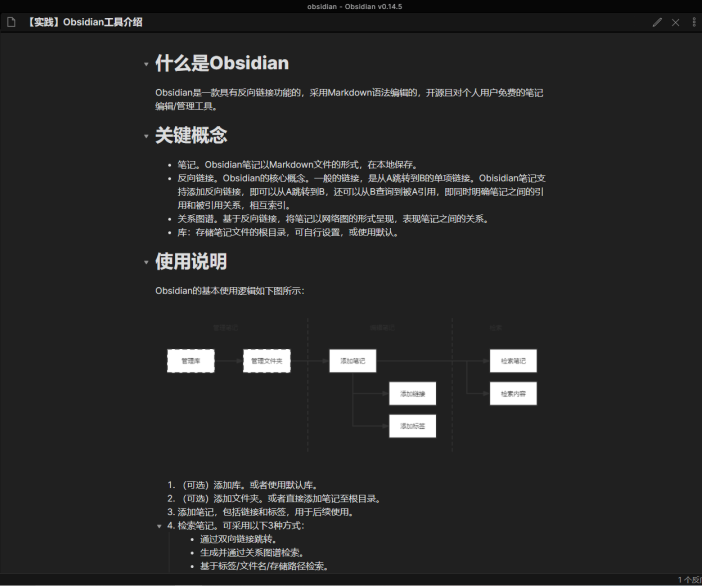 obsidian - Obsidian v0.14.5
【实践】Obsidian工具介绍
什么是Obsidian
Obsidian是一款具有反向链接功能的，采用Markdown语法编辑的，开源且对个人用户免费的笔记
编辑/管理工具。
关键概念
笔记。Obsidian笔记以Markdown文件的形式，在本地保存。
反向链接。Obsidian的核心概念。一般的链接，是从A跳转到B的单项链接。Obisidian笔记支
持添加反向链接，即可以从A跳转到B，还可以从B查询到被A引用，即同时明确笔记之间的引
用和被引用关系，相互索引。
关系图谱。基于反向链接，将笔记以网络图的形式呈现，表现笔记之间的关系。
库：存储笔记文件的根目录，可自行设置，或使用默认。
使用说明
Obsidian的基本使用逻辑如下图所示：
管理库
管理文件夹
添加笔记
检索笔记
添加链接
检索内容
添加标签
1.（可选）添加库。或者使用默认库。
2.（可选）添加文件夹。或者直接添加笔记至根目录。
3. 添加笔记，包括链接和标签，用于后续使用。
4. 检索笔记。可采用以下3种方式：
通过双向链接跳转。
生成并通过关系图谱检索。
基于标签/文件名/存储路径检索。
1 个反